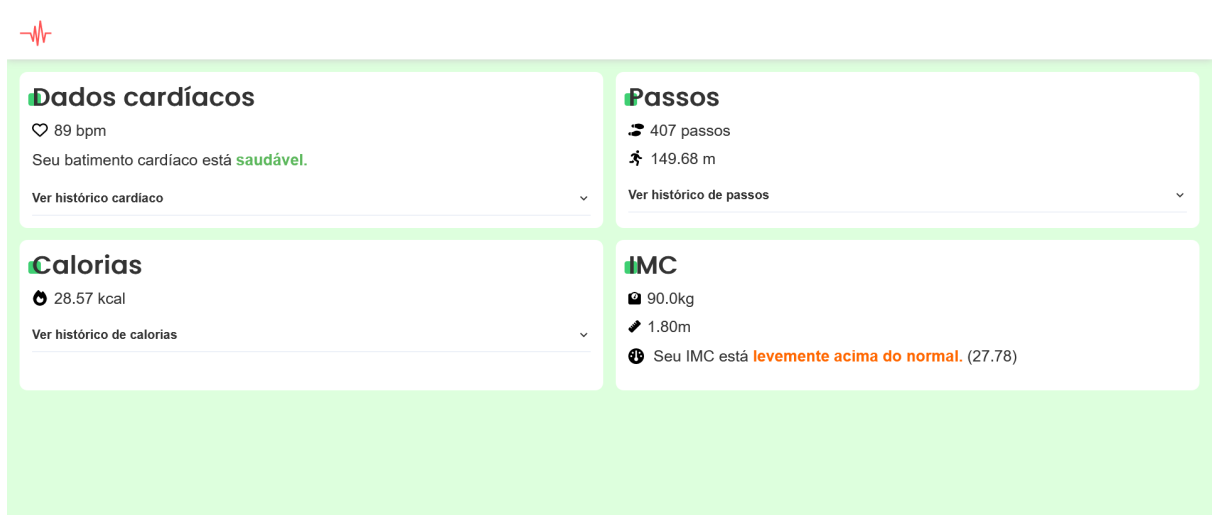 Dados cardíacos
89 bpm
Seu batimento cardíaco está saudável.
Ver histórico cardíaco
Passos
407 passos
149.68 m
Ver histórico de passos
Calorias
28.57 kcal
Ver histórico de calorias
IMC
90.0kg
1.80m
Seu IMC está levemente acima do normal. (27.78)